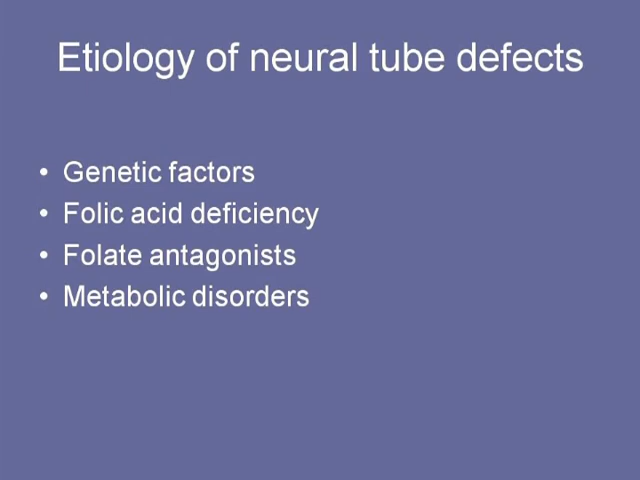 Etiology of neural tube defects
• Genetic factors
• Folic acid deficiency
• Folate antagonists
• Metabolic disorders